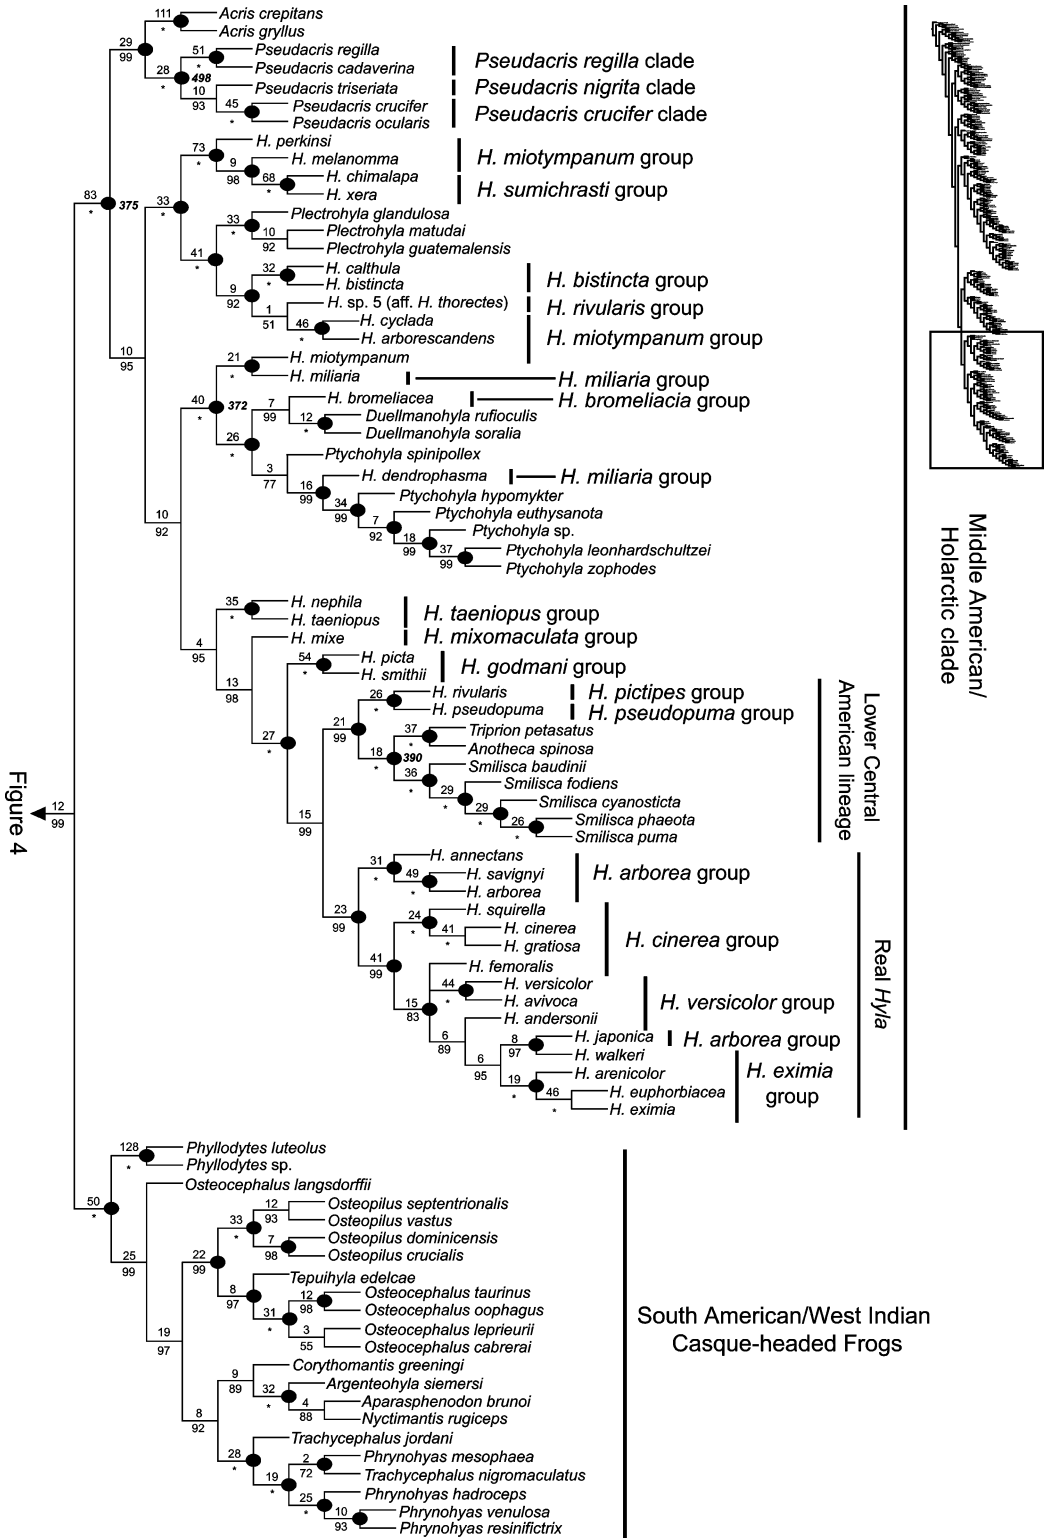 Acris crepitans
111
*
Acris gryllus
29
99
Pseudacris regilla
51
*
Pseudacris cadaverina
Pseudacris regilla clade
28
*
498
10
93
Pseudacris triseriata
Pseudacris nigrita clade
45
*
Pseudacris crucifer
Pseudacris ocularis
Pseudacris crucifer clade
83
*
375
33
*
73
*
H. perkinsi
9
98
H. melanomma
H. miotympanum group
68
*
H. chimalapa
H. xera
H. sumichrasti group
41
*
33
*
Plectrohyla glandulosa
10
92
Plectrohyla matudai
Plectrohyla guatemalensis
9
92
32
*
H. calthula
H. bistincta
H. bistincta group
1
51
H. sp. 5 (aff. H. thorectes)
H. rivularis group
46
*
H. cyclada
H. arborescandens
H. miotympanum group
10
95
40
*
372
21
*
H. miotympanum
H. miliaria
H. miliaria group
26
*
7
99
H. bromeliacea
H. bromeliacia group
12
*
Duellmanohyla rufioculis
Duellmanohyla soralia
3
77
Ptychohyla spinipollex
16
99
H. dendrophasma
H. miliaria group
34
99
Ptychohyla hypomykter
7
92
Ptychohyla euthysanota
18
99
Ptychohyla sp.
37
99
Ptychohyla leonhardschultzei
Ptychohyla zophodes
10
92
4
95
35
*
H. nephila
H. taeniopus
H. taeniopus group
13
98
H. mixe
H. mixomaculata group
27
*
54
*
H. picta
H. smithii
H. godmani group
15
99
21
99
26
*
H. rivularis
H. pictipes group
H. pseudopuma
H. pseudopuma group
18
*
390
37
*
Triprion petasatus
Anotheca spinosa
36
*
Smilisca baudinii
29
*
Smilisca fodiens
29
*
Smilisca cyanosticta
26
*
Smilisca phaeota
Smilisca puma
Lower Central
American lineage
23
99
31
*
H. annectans
49
*
H. savignyi
H. arborea
H. arborea group
41
99
24
*
H. squirella
41
*
H. cinerea
H. gratiosa
H. cinerea group
15
83
H. femoralis
44
*
H. versicolor
H. avivoca
H. versicolor group
6
89
H. andersonii
6
95
8
97
H. japonica
H. arborea group
H. walkeri
19
*
H. arenicolor
46
*
H. euphorbiacea
H. eximia
H. eximia
group
Real Hyla
Middle American/
Holarctic clade
Figure 4
12
99
50
*
128
*
Phyllodytes luteolus
Phyllodytes sp.
25
99
Osteocephalus langsdorffii
19
97
22
99
33
*
12
93
Osteopilus septentrionalis
Osteopilus vastus
7
98
Osteopilus dominicensis
Osteopilus crucialis
8
97
Tepuihyla edelcae
31
*
12
98
Osteocephalus taurinus
Osteocephalus oophagus
3
55
Osteocephalus leprieurii
Osteocephalus cabrerai
8
92
9
89
Corythomantis greeningi
32
*
Argenteohyla siemersi
4
88
Aparasphenodon brunoi
Nyctimantis rugiceps
28
*
Trachycephalus jordani
19
*
2
72
Phrynohyas mesophaea
Trachycephalus nigromaculatus
25
*
Phrynohyas hadroceps
10
93
Phrynohyas venulosa
Phrynohyas resinifictrix
South American/West Indian
Casque-headed Frogs